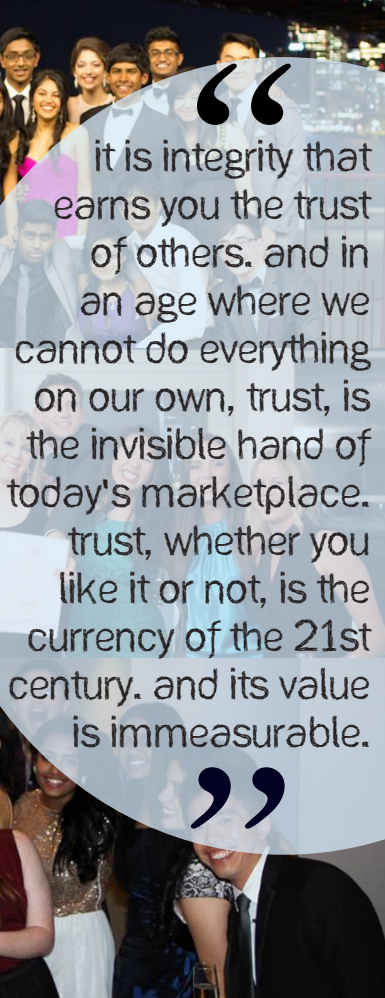 “
it is integrity that
earns you the trust
of others. and in
an age where we
cannot do everything
on our own, trust, is
the invisible hand of
today's marketplace.
trust, whether you
like it or not, is the
currency of the 21st
century. and its value
is immeasurable.
”